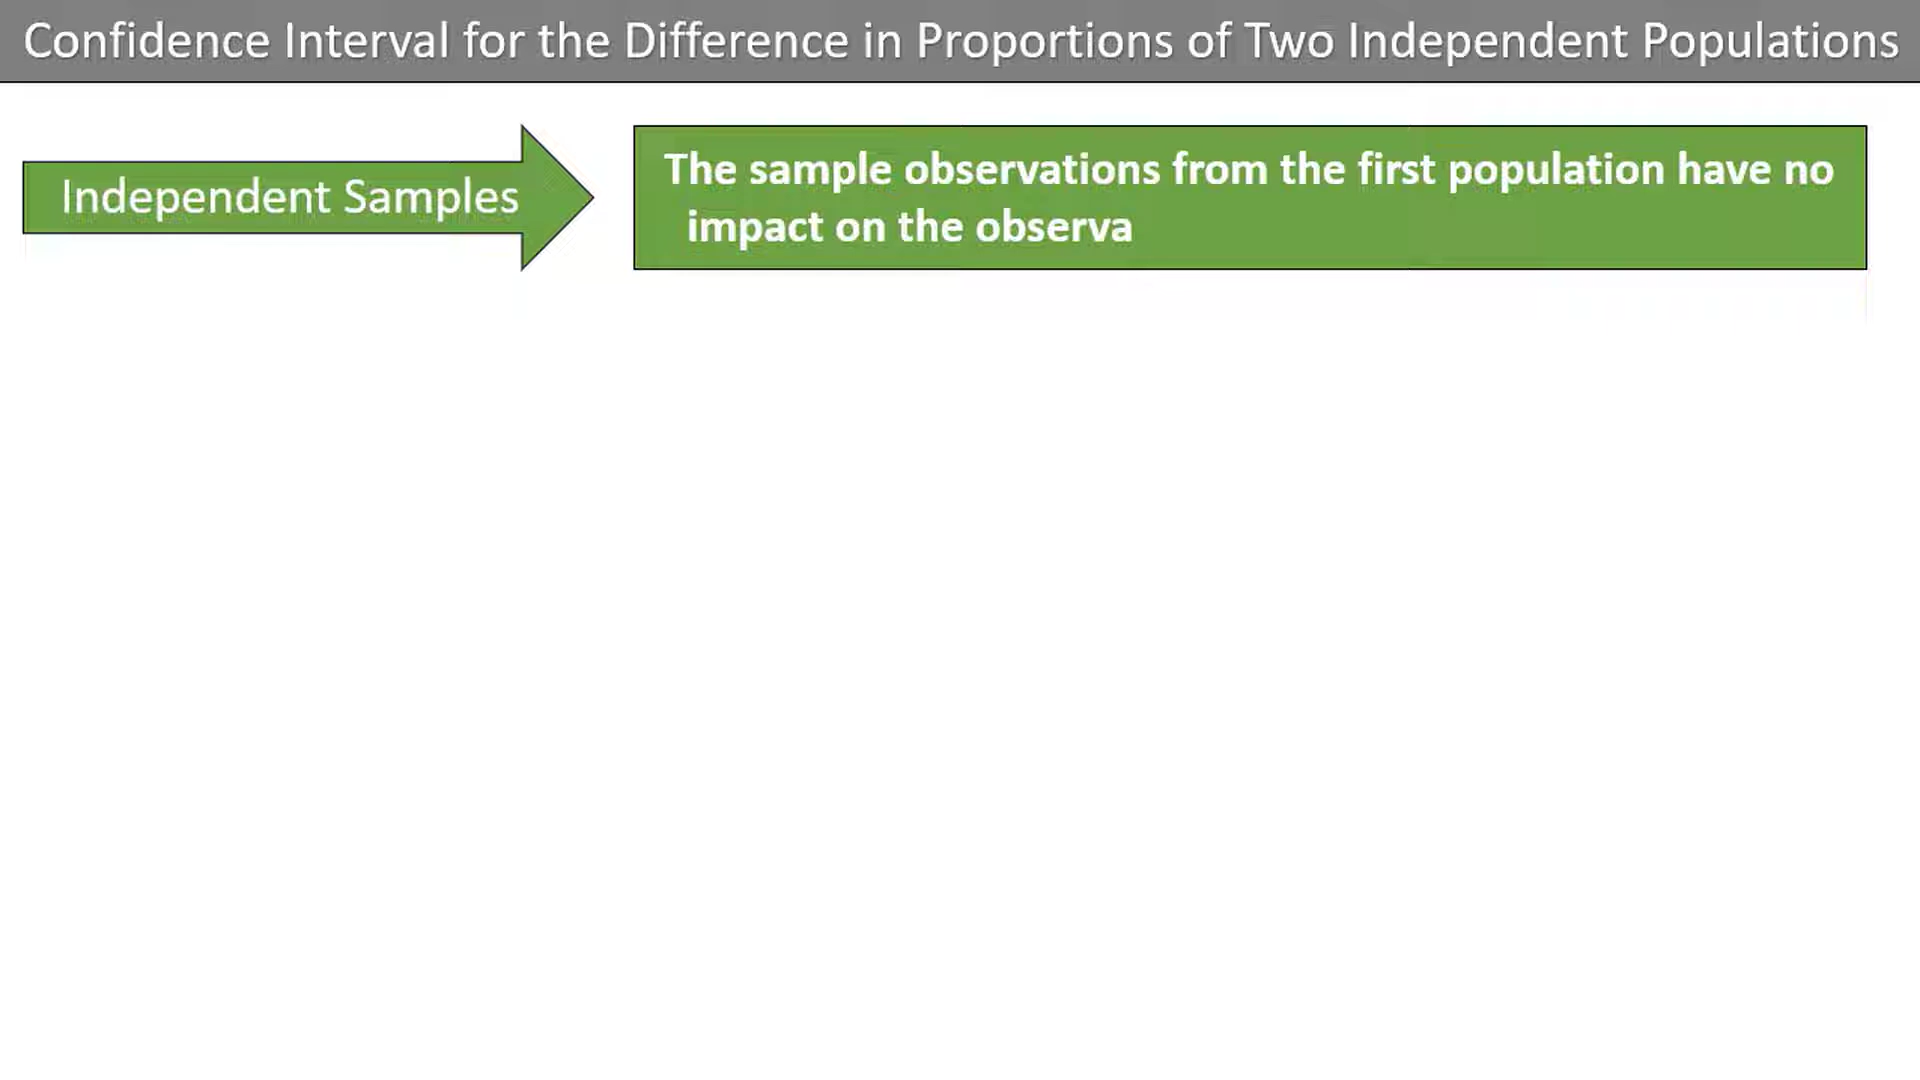 Confidence Interval for the Difference in Proportions of Two Independent Populations
Independent Samples
The sample observations from the first population have no
impact on the observa